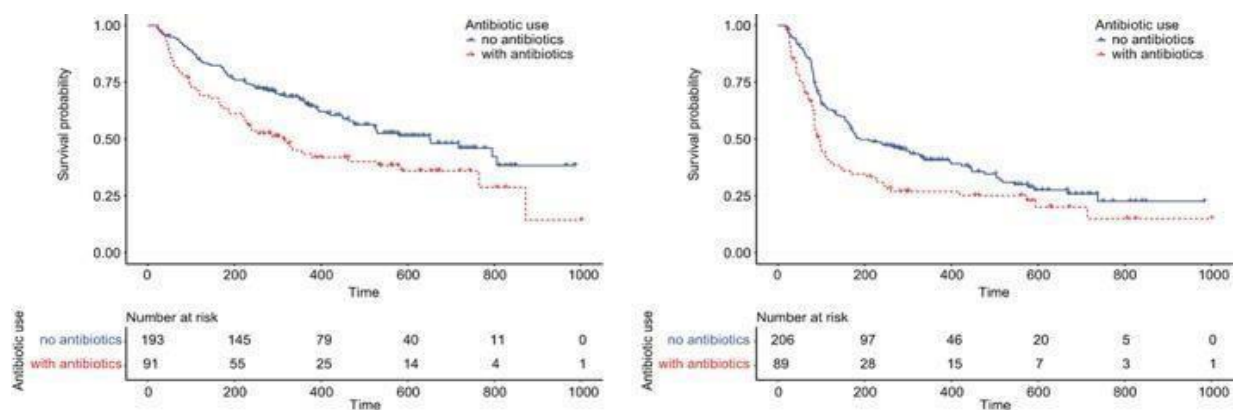 Antibiotic use
no antibiotics
with antibiotics
1.00
0.75
0.50
0.25
0.00
Survival probability
0 200 400 600 800 1000
Time
Number at risk
Antibiotic use
no antibiotics 193 145 79 40 11 0
with antibiotics 91 55 25 14 4 1
0 200 400 600 800 1000
Time
Antibiotic use
no antibiotics
with antibiotics
1.00
0.75
0.50
0.25
0.00
Survival probability
0 200 400 600 800 1000
Time
Number at risk
Antibiotic use
no antibiotics 206 97 46 20 5 0
with antibiotics 89 28 15 7 3 1
0 200 400 600 800 1000
Time